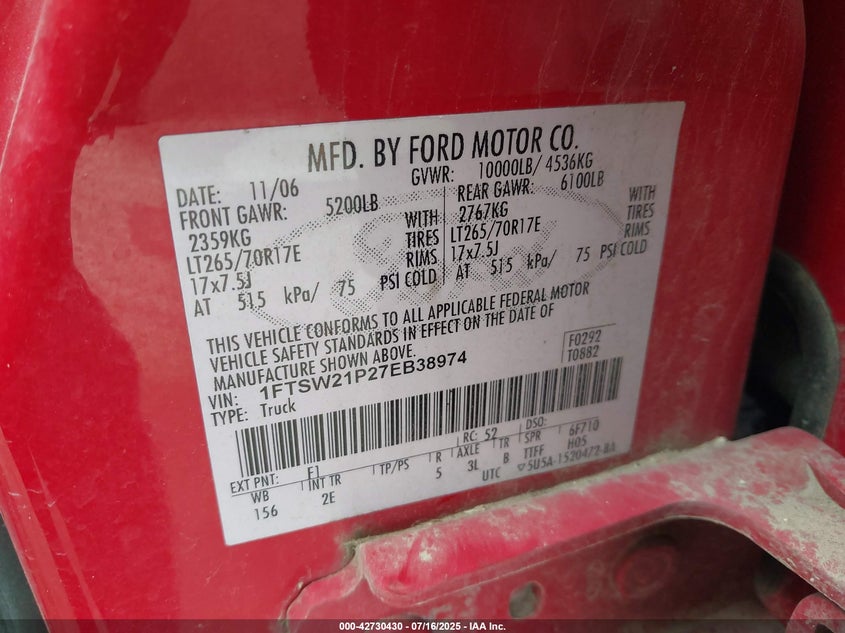 MFD. BY FORD MOTOR CO.
DATE: 11/06 GVWR: 10000LB/ 4536KG
FRONT GAWR: 5200LB REAR GAWR: 6100LB
2359KG WITH 2767KG WITH
LT265/70R17E TIRES LT265/70R17E TIRES
17x7.5J RIMS 17x7.5J RIMS
AT 515 kPa/ 75 PSI COLD AT 515 kPa/ 75 PSI COLD
THIS VEHICLE CONFORMS TO ALL APPLICABLE FEDERAL MOTOR
VEHICLE SAFETY STANDARDS IN EFFECT ON THE DATE OF
MANUFACTURE SHOWN ABOVE.
F0292
T0882
VIN: 1FTSW21P27EB38974
TYPE: Truck
EXT PNT: F1 RC: 52 DSO:
WB INT TR TP/PS R AXLE TR SPR 6F710
156 2E 5 3L B TTFF H05
UTC 5U5A-1520472-BA
000-42730430 - 07/16/2025 - IAA Inc.